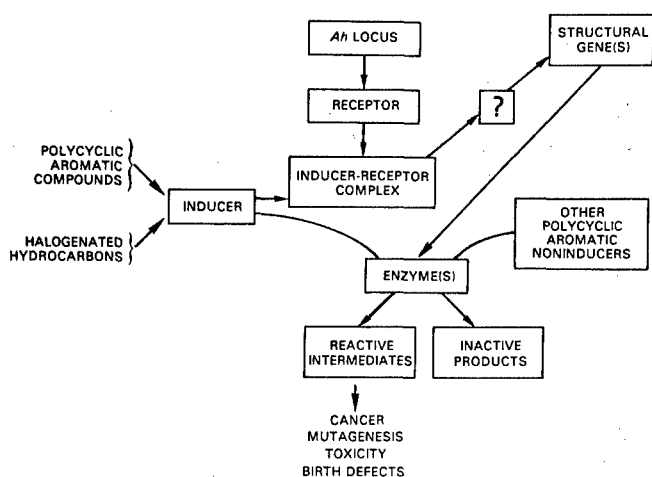 Ah LOCUS
STRUCTURAL
GENE(S)
RECEPTOR
?
POLYCYCLIC
AROMATIC
COMPOUNDS
INDUCER-RECEPTOR
COMPLEX
INDUCER
HALOGENATED
HYDROCARBONS
OTHER
POLYCYCLIC
AROMATIC
NONINDUCERS
ENZYME(S)
REACTIVE
INTERMEDIATES
INACTIVE
PRODUCTS
CANCER
MUTAGENESIS
TOXICITY
BIRTH DEFECTS